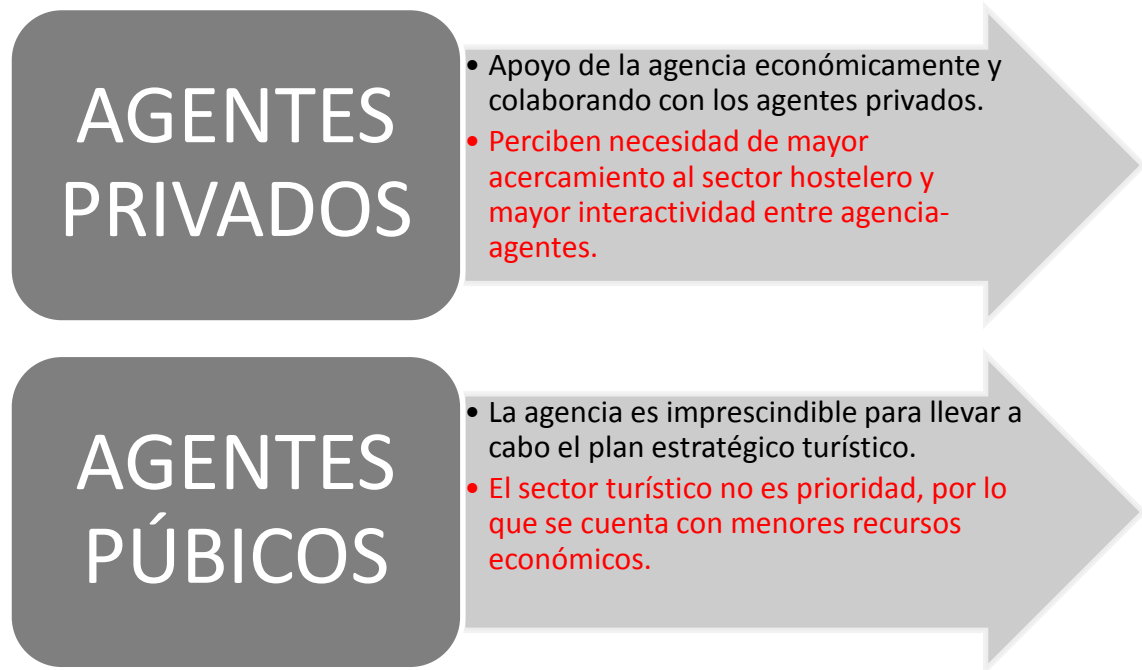 AGENTES
PRIVADOS
• Apoyo de la agencia económicamente y
colaborando con los agentes privados.
• Perciben necesidad de mayor
acercamiento al sector hostelero y
mayor interactividad entre agencia-
agentes.
AGENTES
PÚBICOS
• La agencia es imprescindible para llevar a
cabo el plan estratégico turístico.
• El sector turístico no es prioridad, por lo
que se cuenta con menores recursos
económicos.